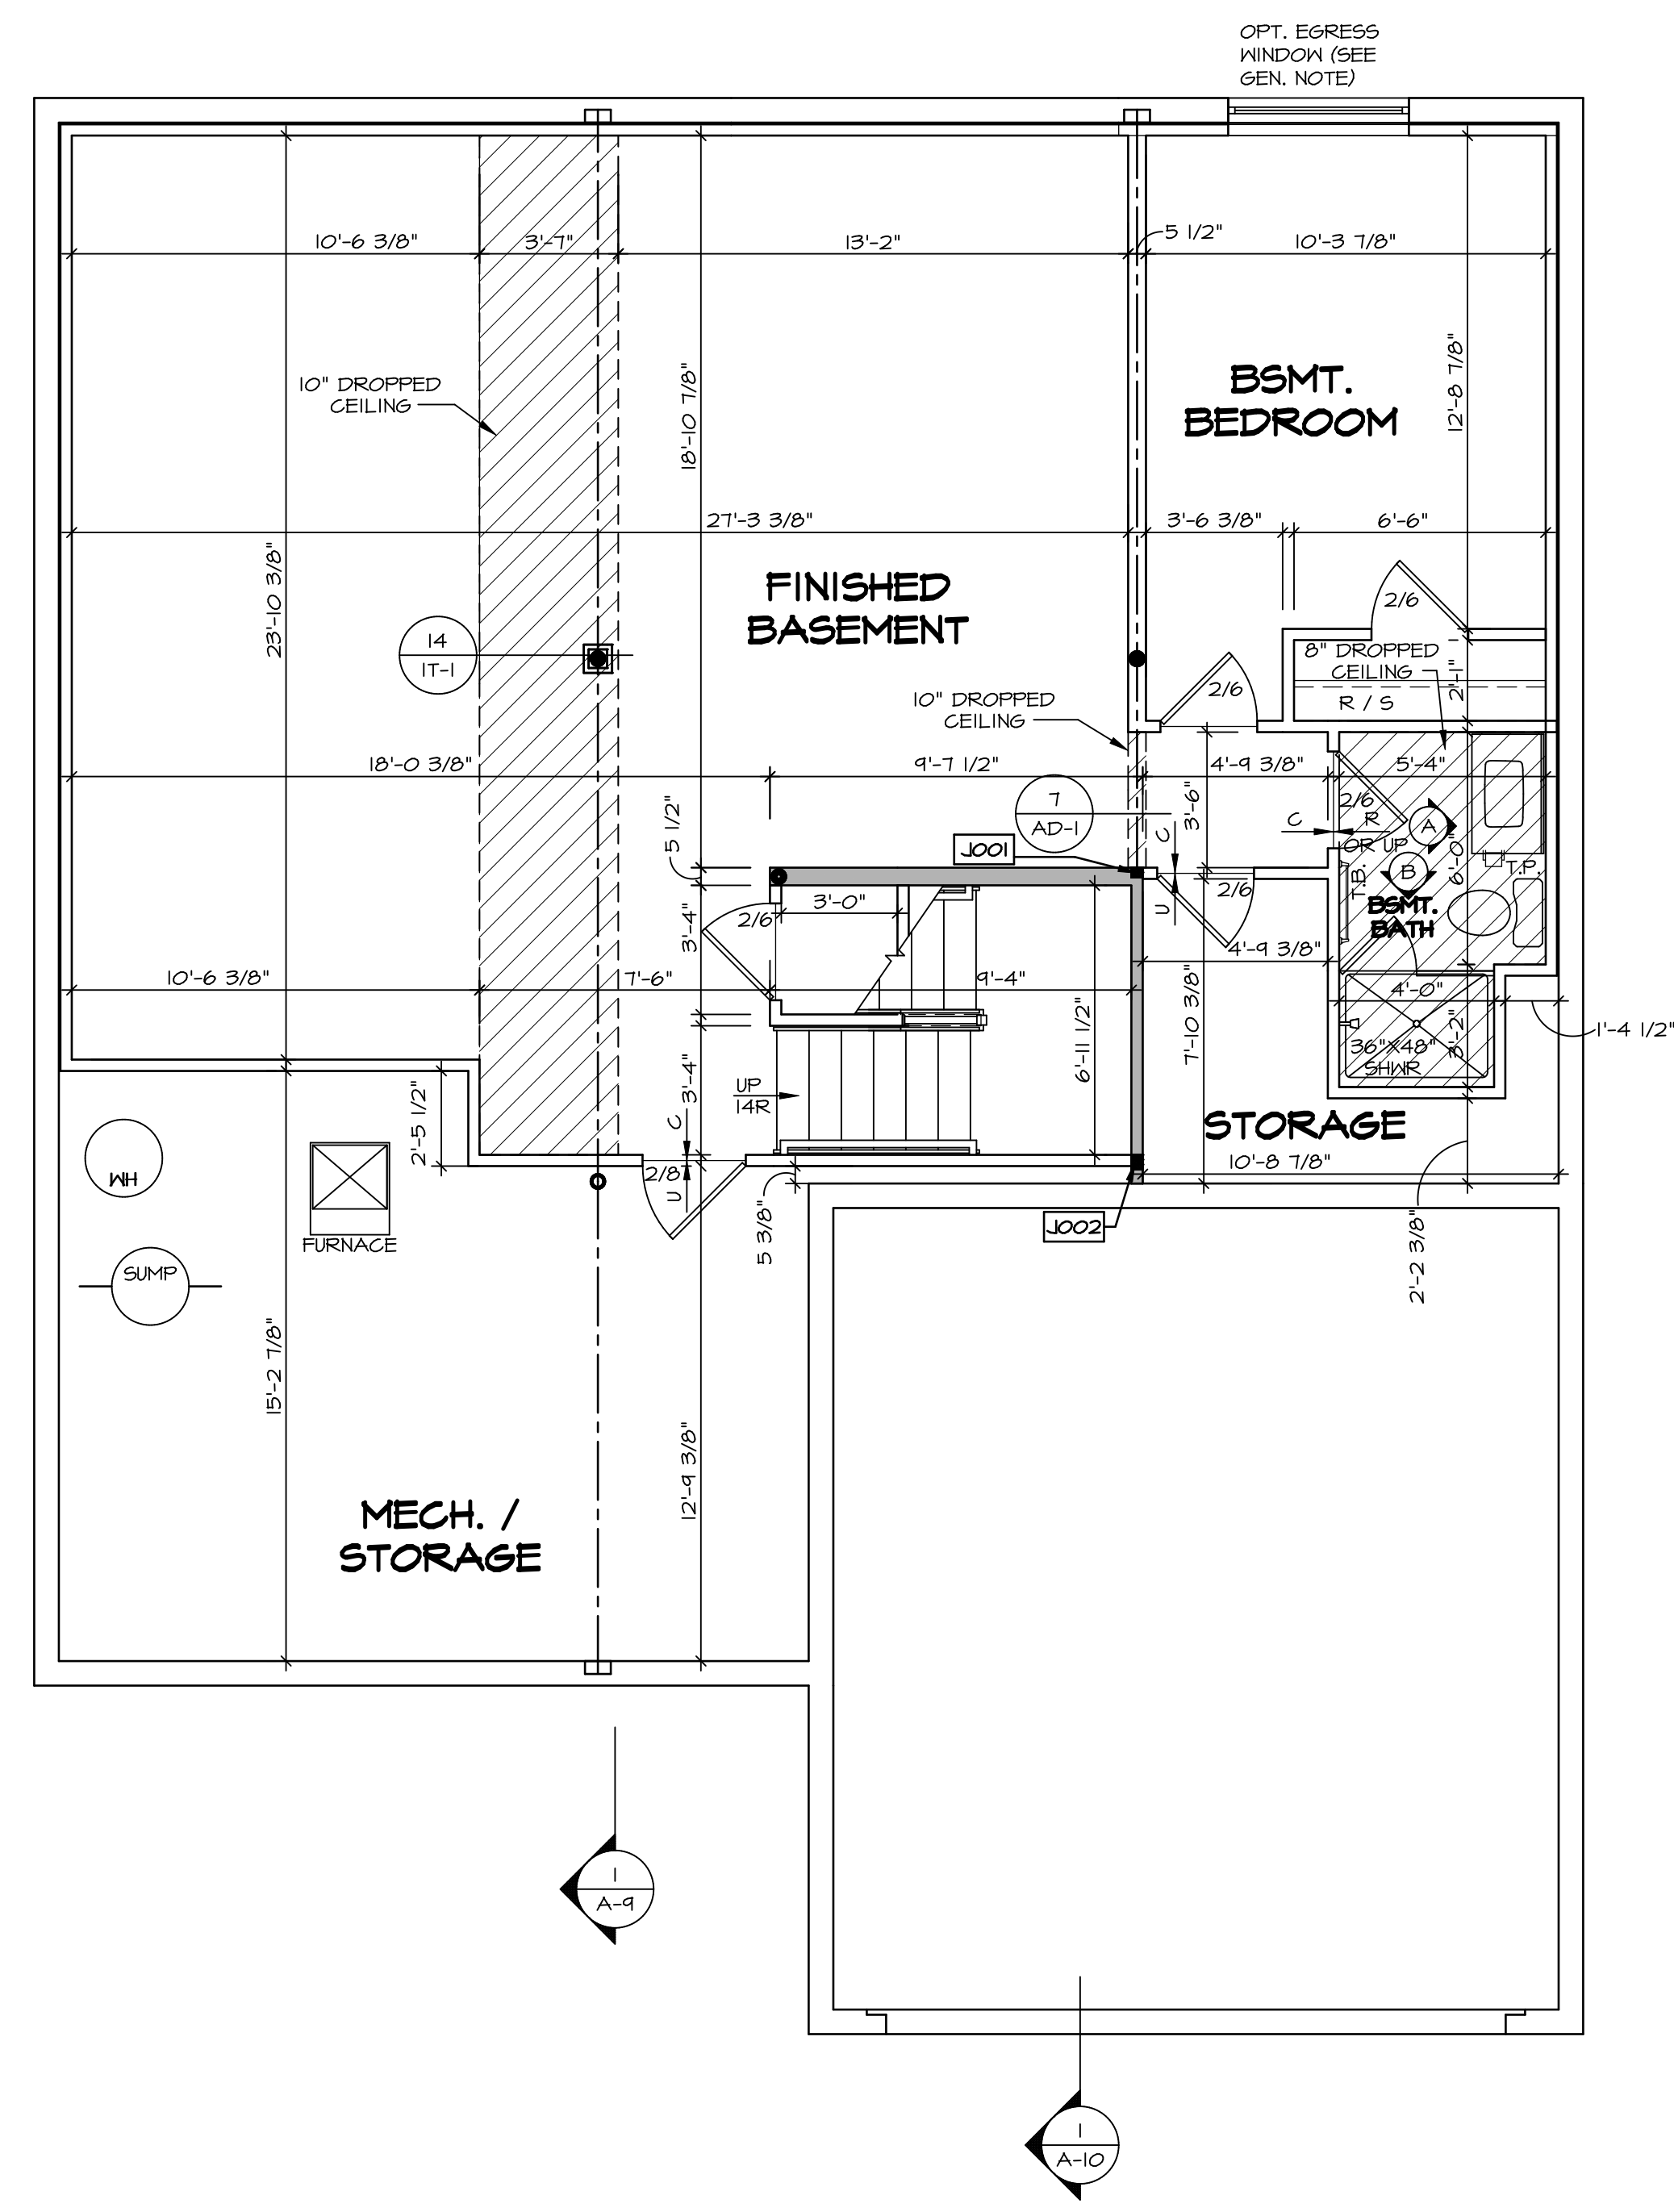 OPT. EGRESS
WINDOW (SEE
GEN. NOTE)
10'-6 3/8"
3'-7"
13'-2"
5 1/2"
10'-3 7/8"
10" DROPPED
CEILING
18'-10 7/8"
12'-8 7/8"
BSMT.
BEDROOM
27'-3 3/8"
3'-6 3/8"
6'-6"
23'-10 3/8"
FINISHED
BASEMENT
2/6
14
1T-1
8" DROPPED
CEILING
2'-1"
R / S
2/6
10" DROPPED
CEILING
18'-0 3/8"
9'-7 1/2"
4'-9 3/8"
5'-4"
5 1/2"
7
AD-1
3'-6"
2/6
C
R
OR UP
A
6'-0"
J001
C
U
T.B.
B
T.P.
BSMT.
BATH
2/6
3'-0"
2/6
3'-4"
4'-9 3/8"
10'-6 3/8"
7'-6"
9'-4"
4'-0"
1'-4 1/2"
6'-11 1/2"
7'-10 3/8"
3'-2"
36"X48"
SHWR
2'-5 1/2"
3'-4"
UP
14R
C
STORAGE
WH
2/8
U
10'-8 7/8"
5 3/8"
J002
FURNACE
2'-2 3/8"
SUMP
15'-2 7/8"
12'-9 3/8"
MECH. /
STORAGE
1
A-9
1
A-10